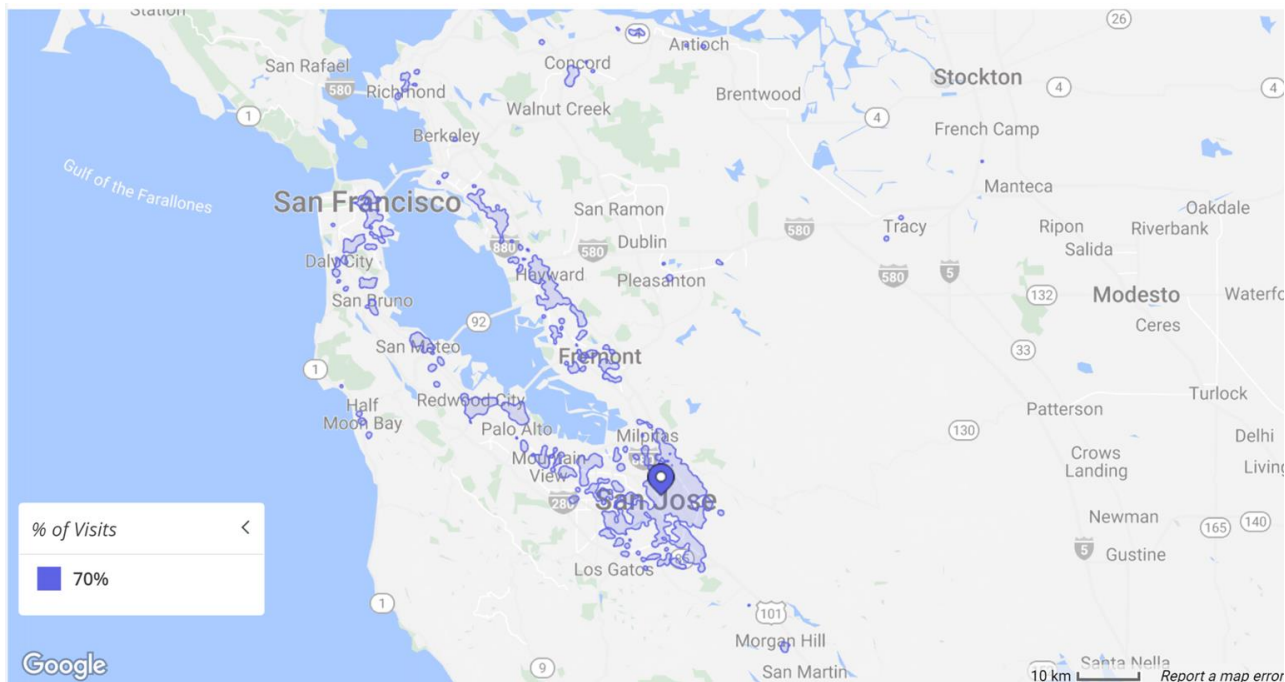 Station
26
San Rafael
580
Richmond
1
Concord
4
Antioch
Walnut Creek
Brentwood
Stockton
4
4
4
French Camp
Berkeley
Gulf of the Farallones
San Francisco
Manteca
San Ramon
Oakdale
Tracy
Ripon
Riverbank
Salida
880
580
Dublin
580
Daly City
Hayward
Pleasanton
580
5
132
Modesto
Waterfo
San Bruno
92
Ceres
San Mateo
Fremont
33
1
Redwood City
Half
Moon Bay
Palo Alto
Turlock
Patterson
130
Delhi
Milpitas
Mountain
View
Crows
Landing
Living
280
San Jose
Newman
165
140
5
Gustine
Los Gatos
% of Visits
70%
1
101
Morgan Hill
9
San Martin
Santa Nella
Google
10 km
Report a map error